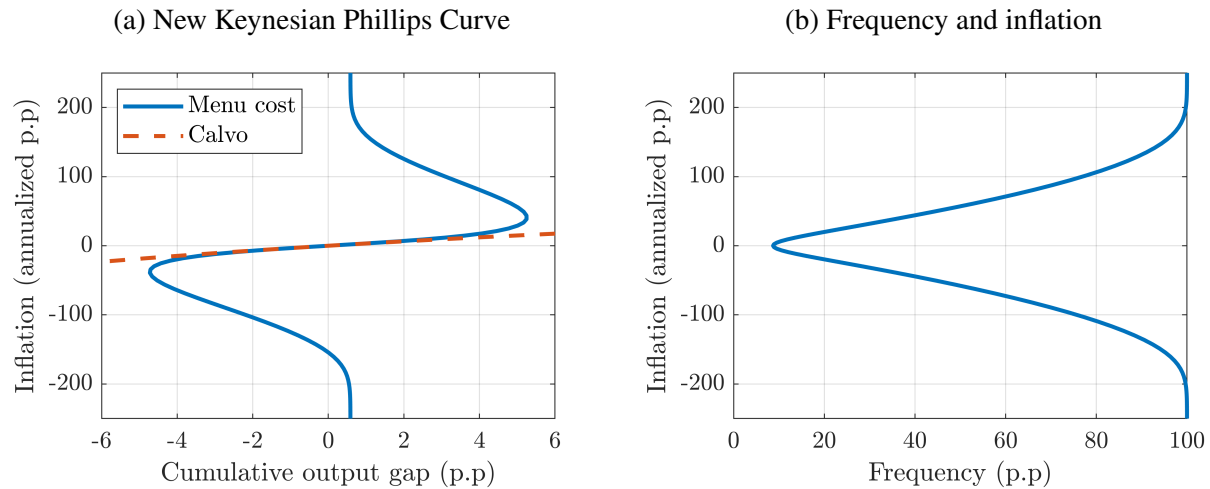 (a) New Keynesian Phillips Curve
Inflation (annualized p.p)
200
100
0
-100
-200
Menu cost
Calvo
-6 -4 -2 0 2 4 6
Cumulative output gap (p.p)
(b) Frequency and inflation
Inflation (annualized p.p)
200
100
0
-100
-200
0 20 40 60 80 100
Frequency (p.p)